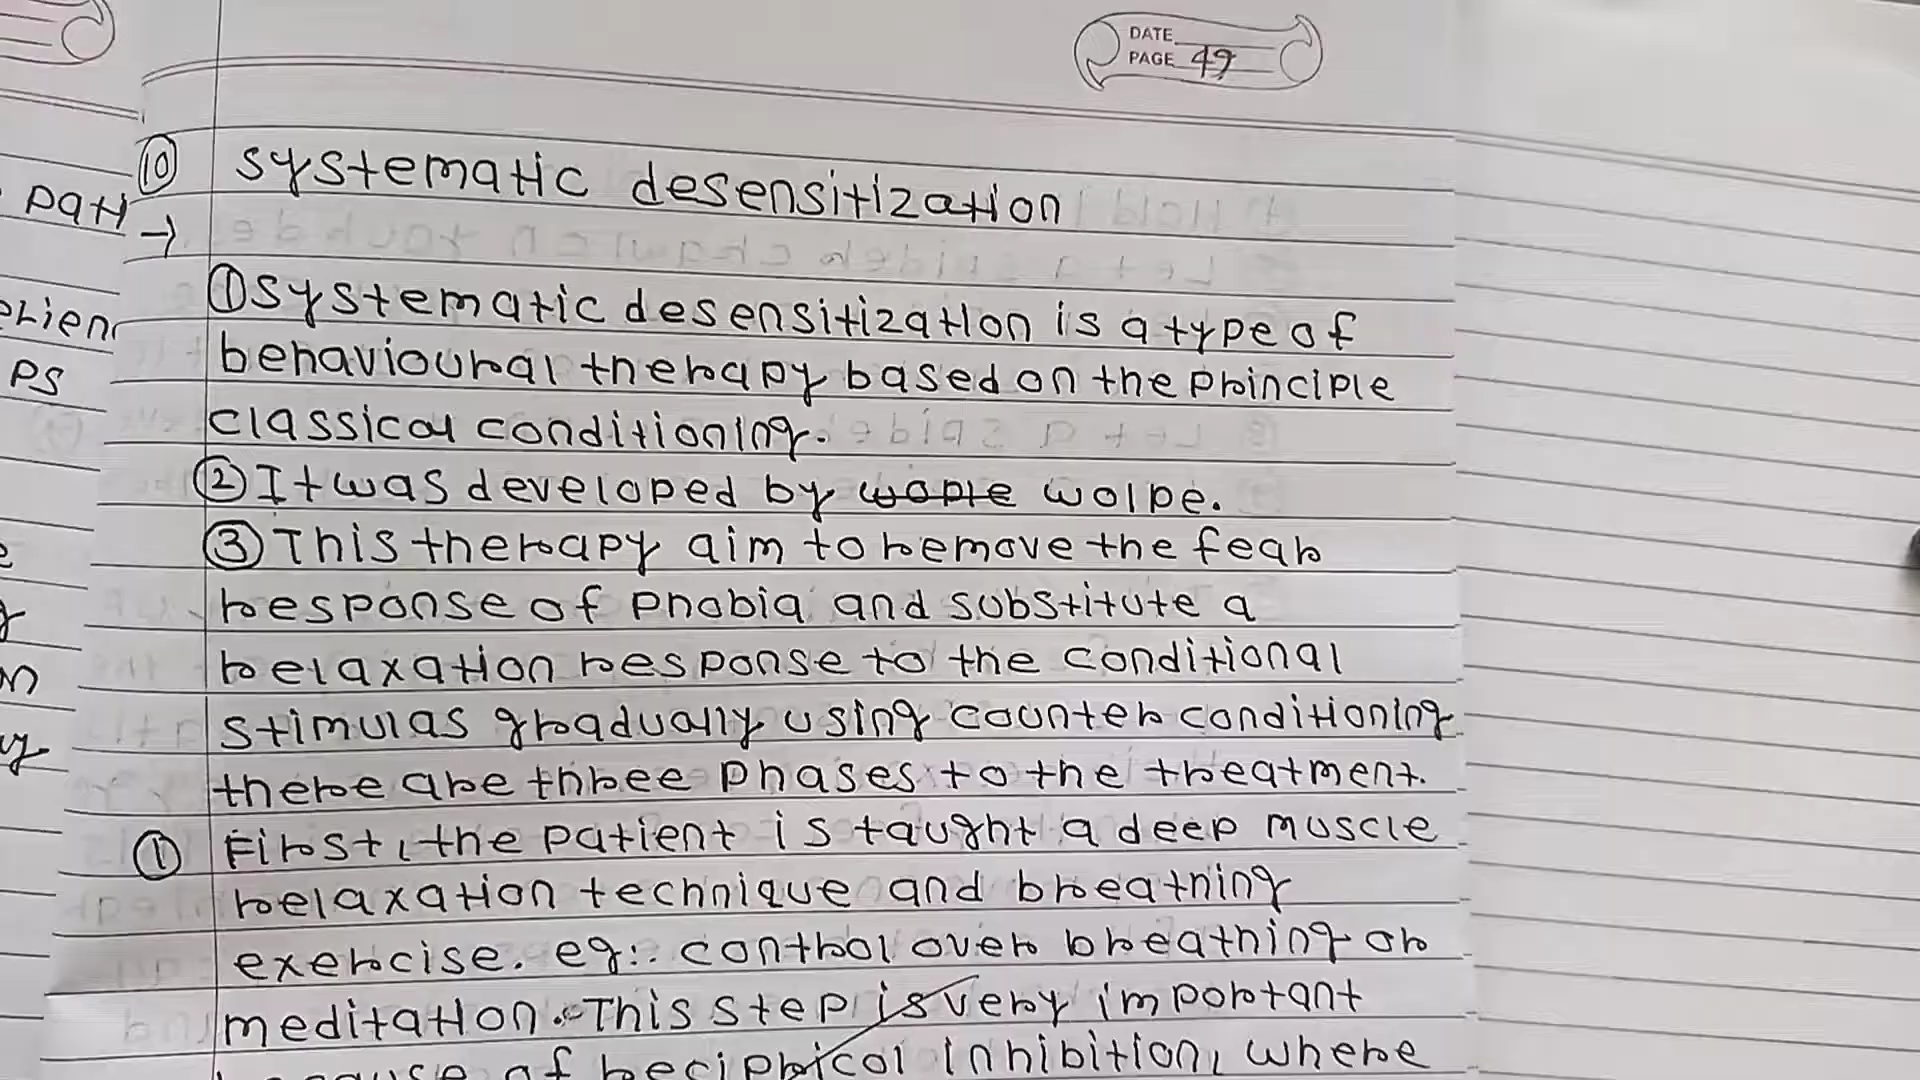 DATE
PAGE 49
⑩ systematic desensitization
→
① systematic desensitization is a type of
behavioural therapy based on the principle
classical conditioning.
② It was developed by wople wolpe.
③ This therapy aim to remove the fear
response of phobia and substitute a
relaxation response to the conditional
stimulas gradually using counter conditioning
there are three phases to the treatment.
① First, the patient is taught a deep muscle
relaxation technique and breathing
exercise. eg:. control over breathing or
meditation. This step is very important
of reciprical inhibition, where
path
PS